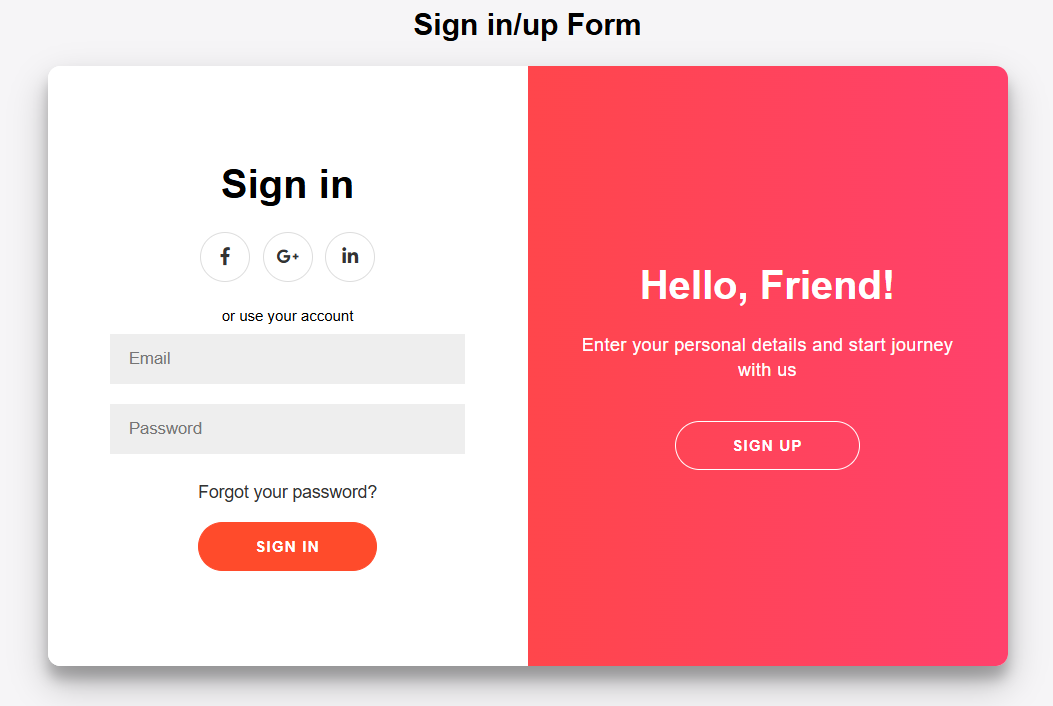 Sign in/up Form
Sign in
f
G+
in
or use your account
Email
Password
Forgot your password?
SIGN IN
Hello, Friend!
Enter your personal details and start journey
with us
SIGN UP